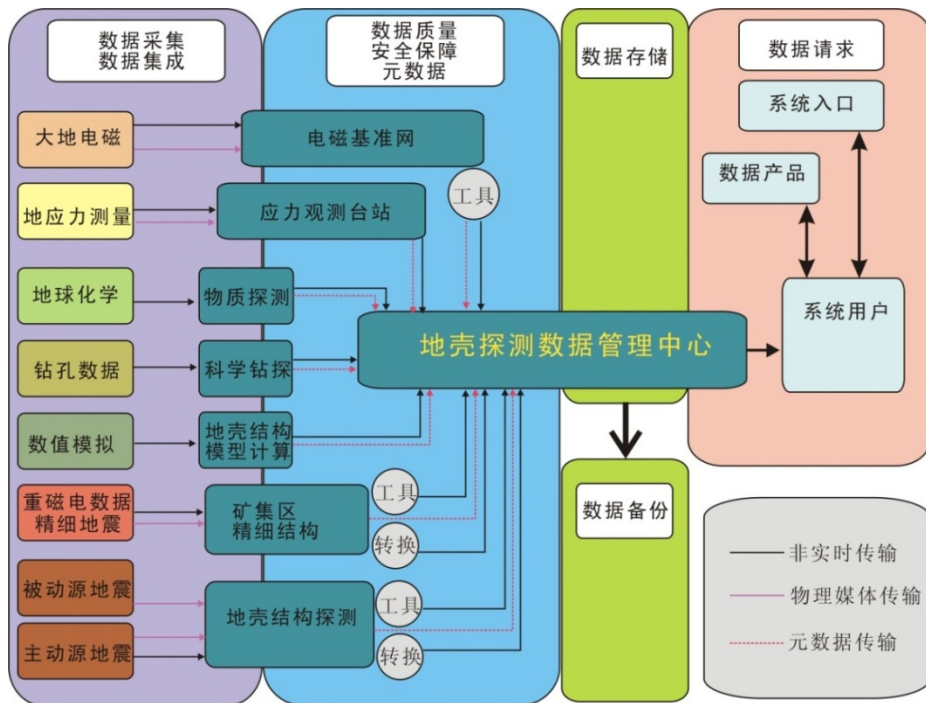 数据采集
数据集成
数据质量
安全保障
元数据
数据存储
数据请求
系统入口
数据产品
系统用户
大地电磁
电磁基准网
工具
地应力测量
应力观测台站
地球化学
物质探测
地壳探测数据管理中心
钻孔数据
科学钻探
数值模拟
地壳结构
模型计算
重磁电数据
精细地震
矿集区
精细结构
工具
转换
数据备份
被动源地震
主动源地震
地壳结构探测
工具
转换
非实时传输
物理媒体传输
元数据传输